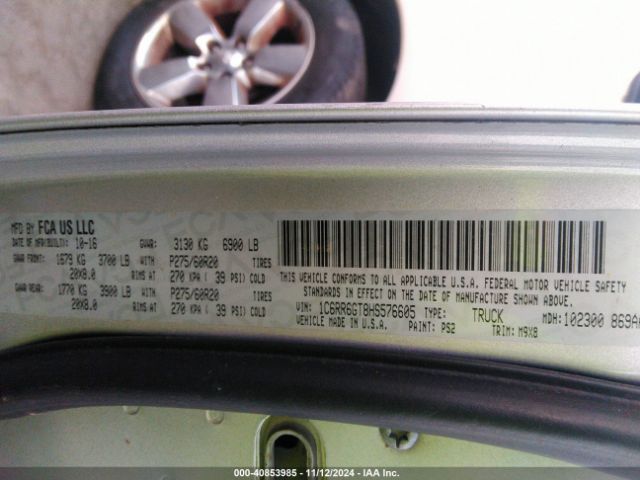 MFD BY FCA US LLC
DATE OF MFR(BUILT): 10-16 GVWR: 3130 KG 6900 LB
GAWR FRONT: 1679 KG 3700 LB WITH P275/60R20 TIRES
20X8.0 RIMS AT 270 KPA ( 39 PSI) COLD
GAWR REAR: 1770 KG 3900 LB WITH P275/60R20 TIRES
20X8.0 RIMS AT 270 KPA ( 39 PSI) COLD
THIS VEHICLE CONFORMS TO ALL APPLICABLE U.S.A. FEDERAL MOTOR VEHICLE SAFETY
STANDARDS IN EFFECT ON THE DATE OF MANUFACTURE SHOWN ABOVE.
VIN: 1C6RR6GT8HS576605 TYPE: TRUCK MDH: 102300 869A
VEHICLE MADE IN U.S.A. PAINT: PS2 TRIM: M9X8
000-40853985 - 11/12/2024 - IAA Inc.